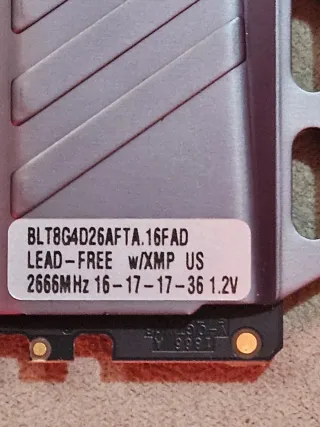 BLT8G4D26AFTA.16FAD
LEAD-FREE w/XMP US
2666MHz 16-17-17-36 1.2V